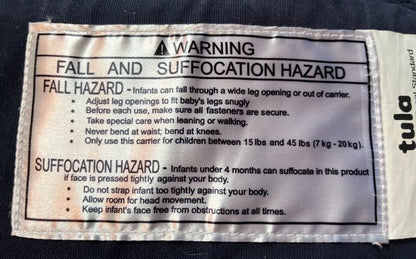 ⚠ WARNING
FALL AND SUFFOCATION HAZARD
FALL HAZARD - Infants can fall through a wide leg opening or out of carrier.
• Adjust leg openings to fit baby's legs snugly
• Before each use, make sure all fasteners are secure.
• Take special care when leaning or walking.
• Never bend at waist; bend at knees.
• Only use this carrier for children between 15 lbs and 45 lbs (7 kg - 20 kg).
SUFFOCATION HAZARD - Infants under 4 months can suffocate in this product
if face is pressed tightly against your body.
• Do not strap infant too tightly against your body.
• Allow room for head movement.
• Keep infant's face free from obstructions at all times.
tula
Standard